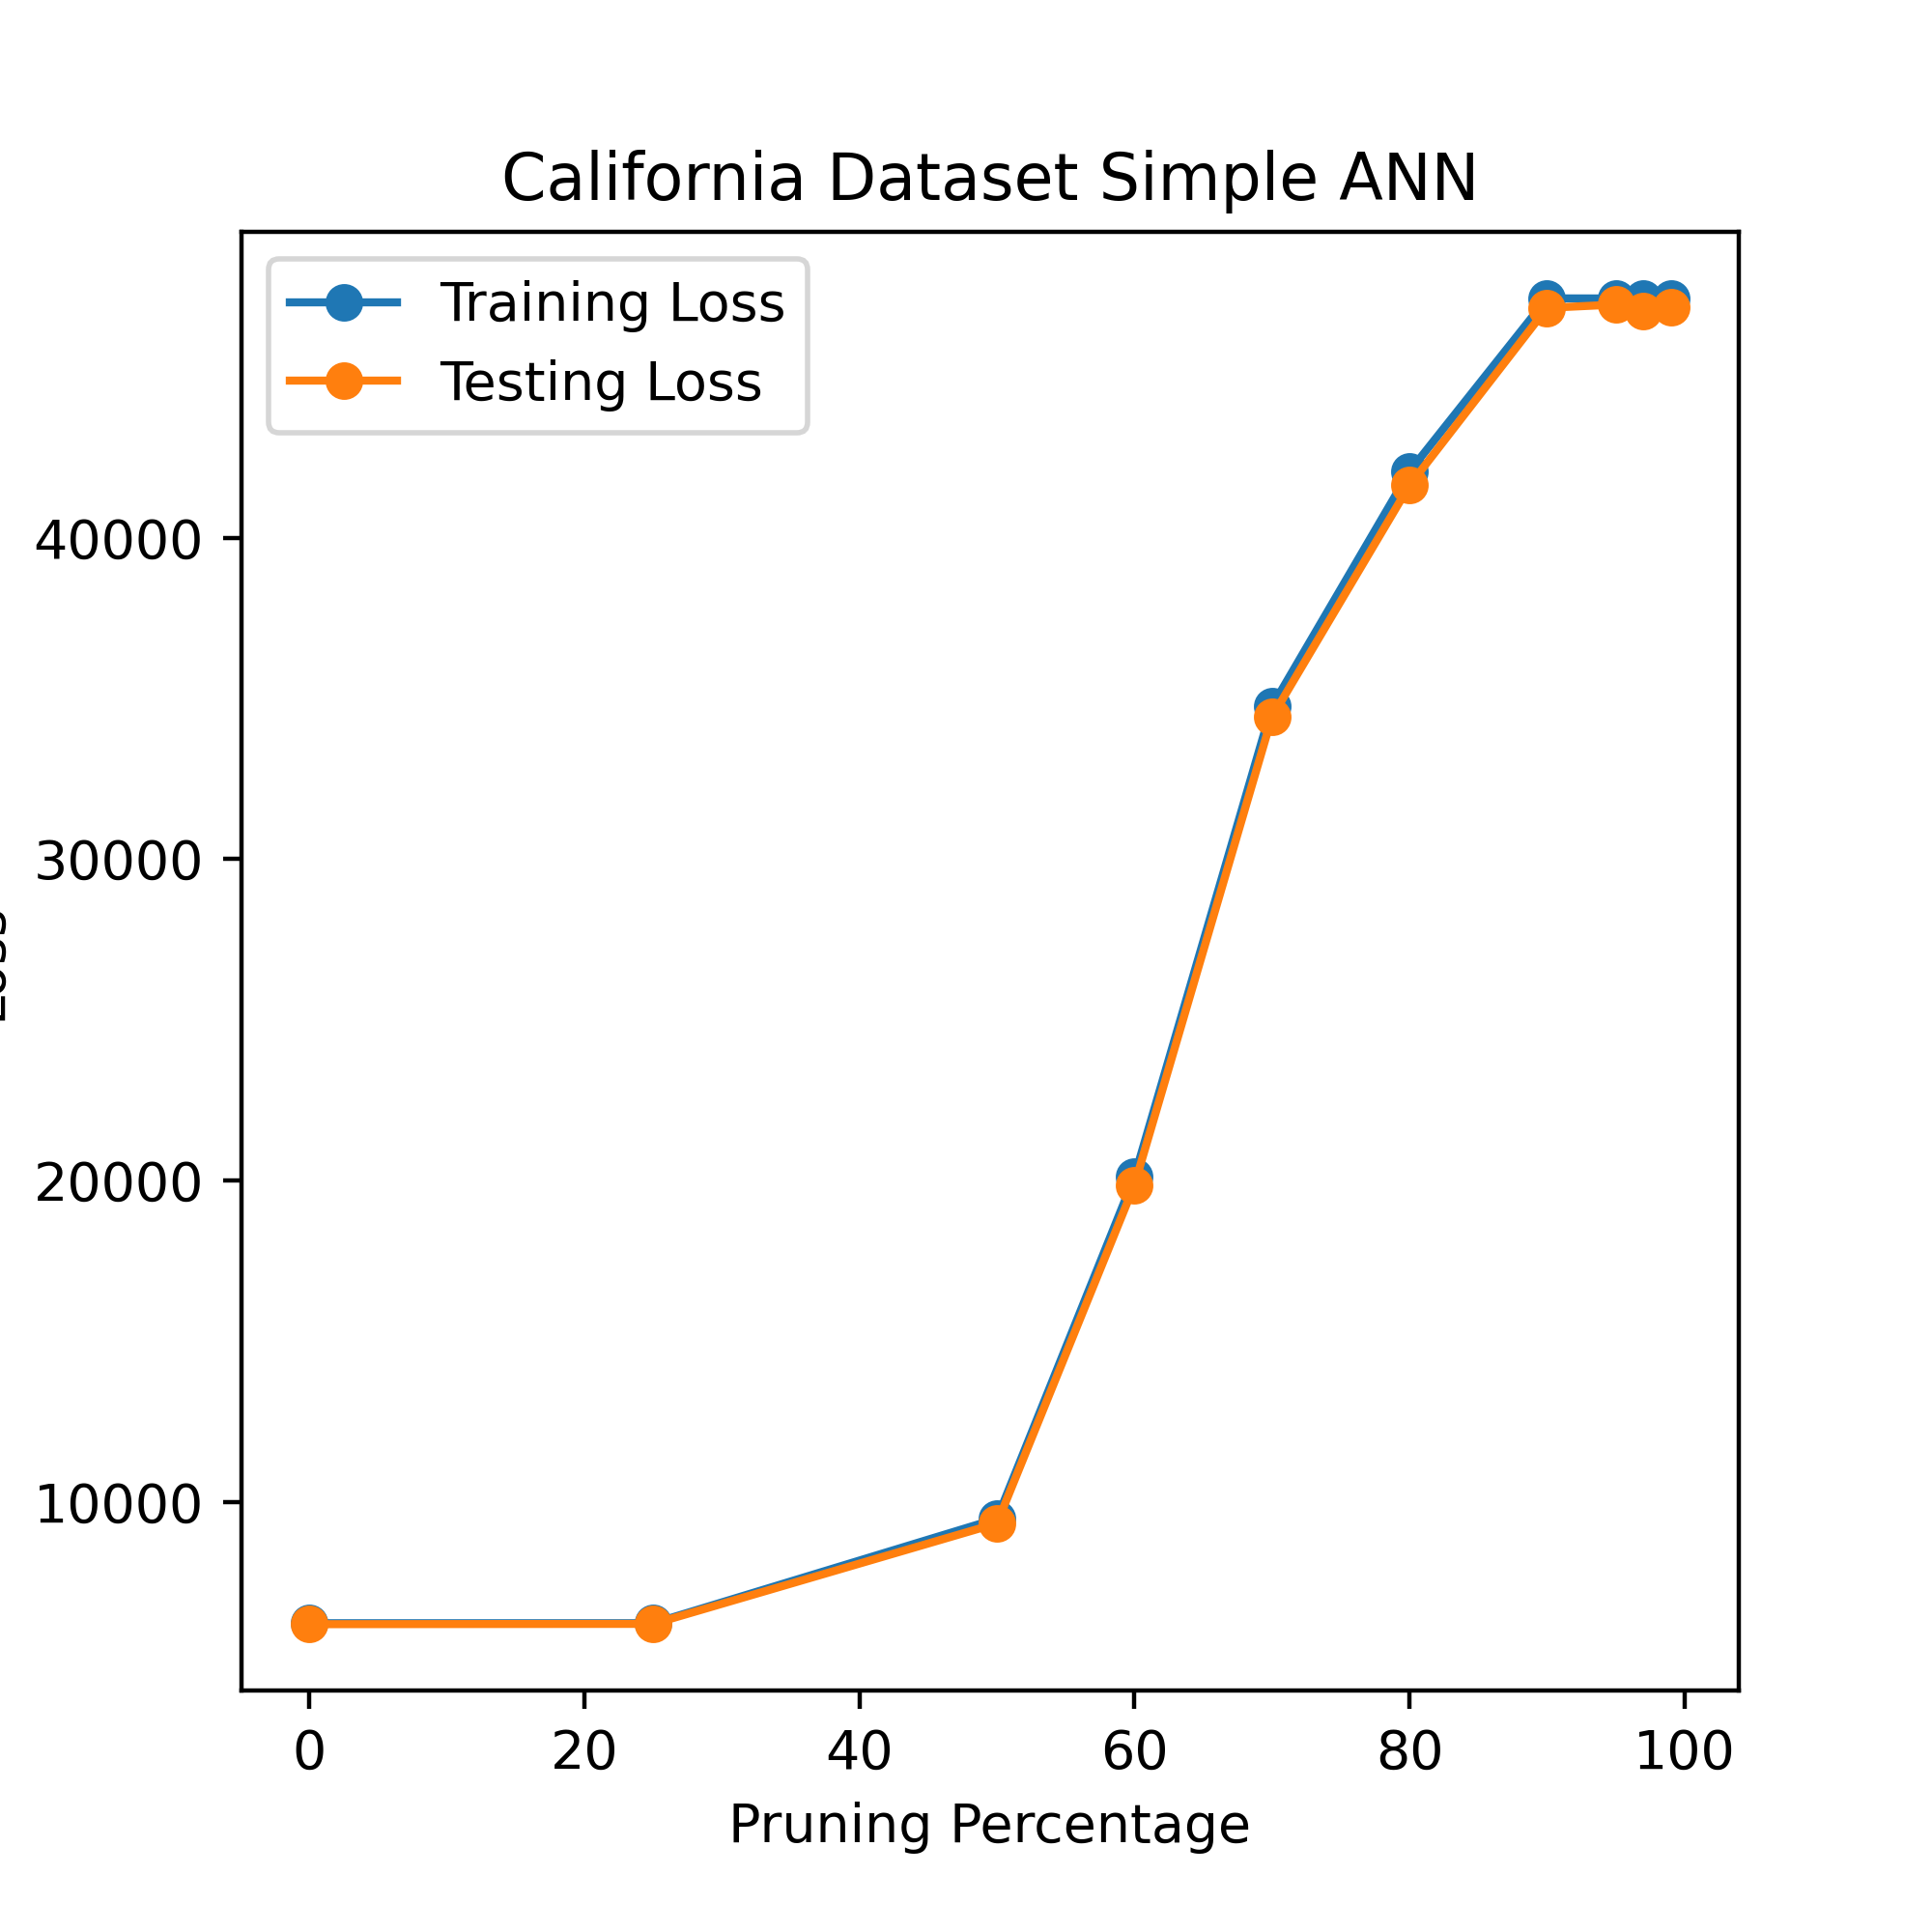 California Dataset Simple ANN
Training Loss
Testing Loss
40000
30000
20000
10000
0 20 40 60 80 100
Pruning Percentage